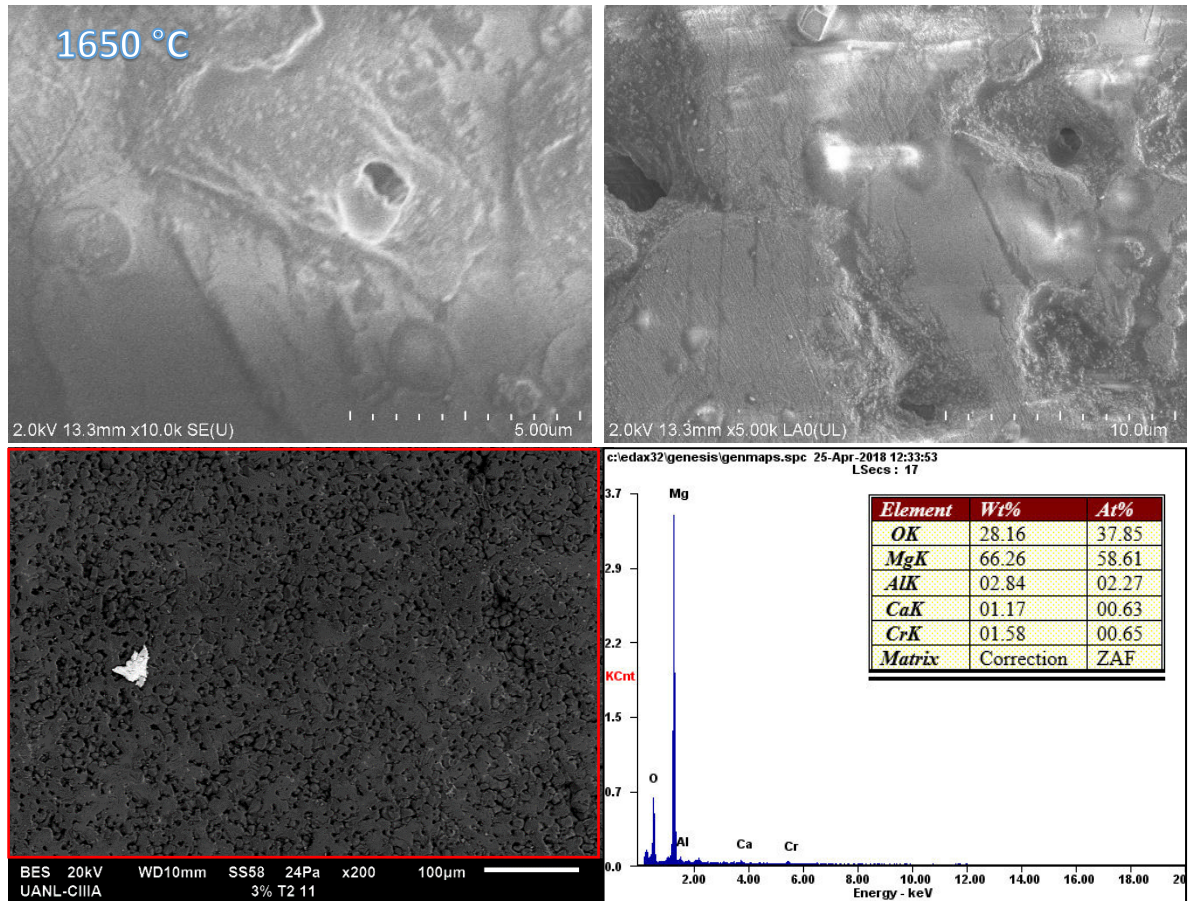 1650 °C
2.0kV 13.3mm x10.0k SE(U) 5.00um
2.0kV 13.3mm x5.00k LA0(UL) 10.0um
BES 20kV WD10mm SS58 24Pa x200 100µm
UANL-CIIIA 3% T2 11
c:\edax32\genesis\genmaps.spc 25-Apr-2018 12:33:53
LSecs : 17
3.7
Mg
2.9
2.2
KCnt
1.5
O
0.7
Al
Ca
Cr
0.0
2.00 4.00 6.00 8.00 10.00 12.00 14.00 16.00 18.00 20
Energy - keV
Element Wt% At%
OK 28.16 37.85
MgK 66.26 58.61
AlK 02.84 02.27
CaK 01.17 00.63
CrK 01.58 00.65
Matrix Correction ZAF